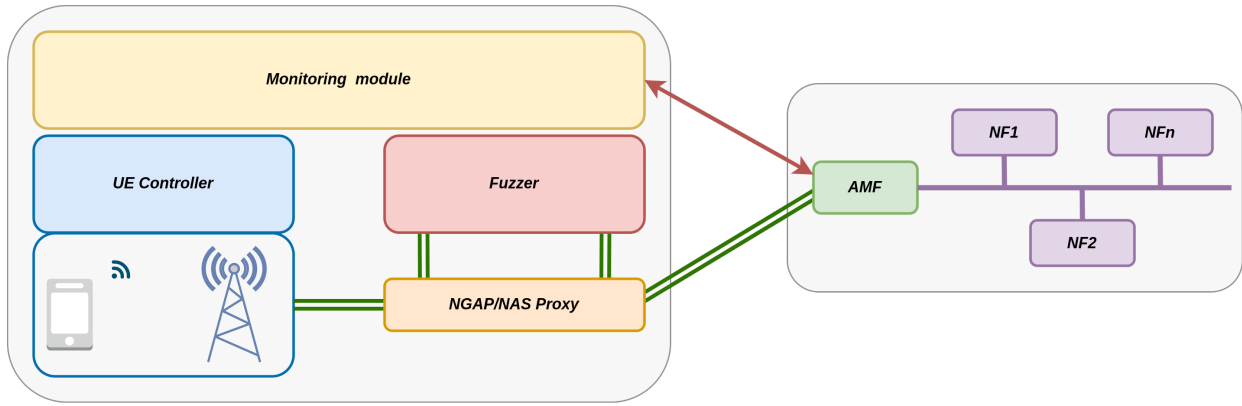 Monitoring module
UE Controller
Fuzzer
NGAP/NAS Proxy
AMF
NF1
NFn
NF2